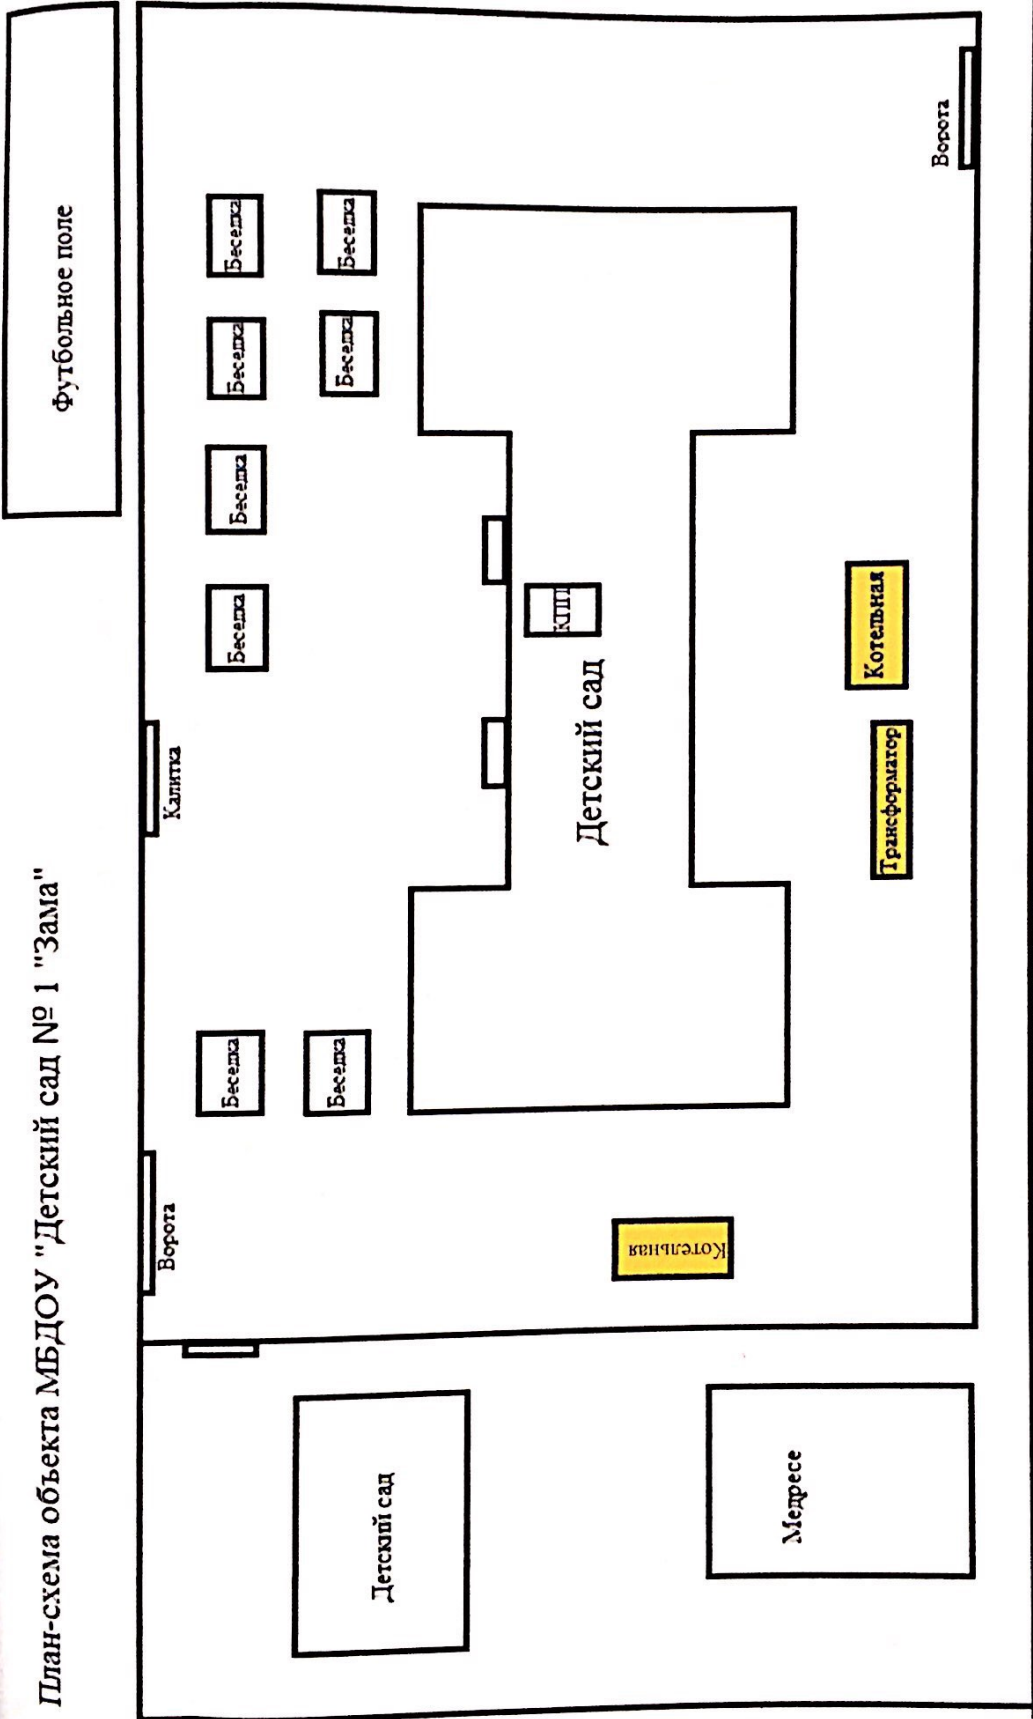 План-схема объекта МБДОУ "Детский сад № 1 "Зама"
Футбольное поле
Ворота
Калитка
Беседка
Беседка
Беседка
Беседка
Беседка
Беседка
Беседка
Беседка
Детский сад
КПП
Детский сад
Котельная
Медресе
Трансформатор
Котельная
Ворота